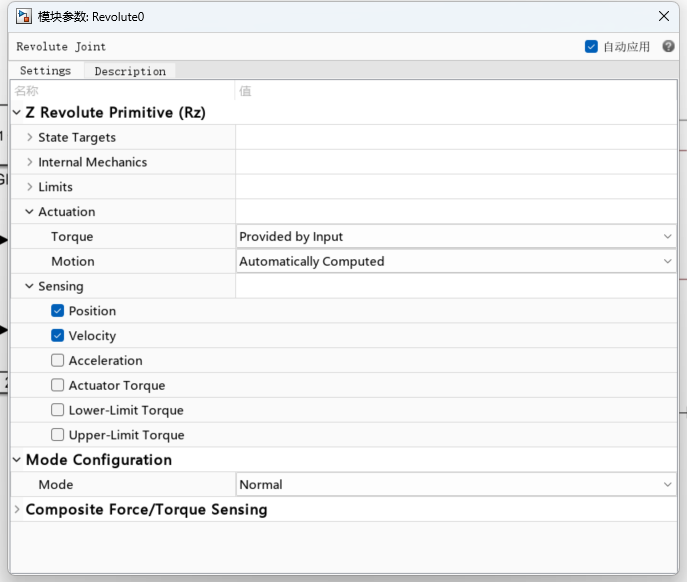 模块参数: Revolute0
Revolute Joint
自动应用
Settings Description
名称 值
Z Revolute Primitive (Rz)
State Targets
Internal Mechanics
Limits
Actuation
Torque Provided by Input
Motion Automatically Computed
Sensing
Position
Velocity
Acceleration
Actuator Torque
Lower-Limit Torque
Upper-Limit Torque
Mode Configuration
Mode Normal
Composite Force/Torque Sensing